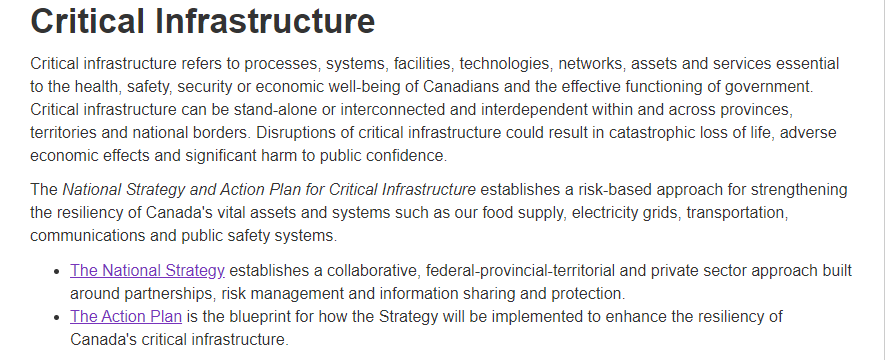 Critical Infrastructure
Critical infrastructure refers to processes, systems, facilities, technologies, networks, assets and services essential
to the health, safety, security or economic well-being of Canadians and the effective functioning of government.
Critical infrastructure can be stand-alone or interconnected and interdependent within and across provinces,
territories and national borders. Disruptions of critical infrastructure could result in catastrophic loss of life, adverse
economic effects and significant harm to public confidence.
The National Strategy and Action Plan for Critical Infrastructure establishes a risk-based approach for strengthening
the resiliency of Canada's vital assets and systems such as our food supply, electricity grids, transportation,
communications and public safety systems.
• The National Strategy establishes a collaborative, federal-provincial-territorial and private sector approach built
around partnerships, risk management and information sharing and protection.
• The Action Plan is the blueprint for how the Strategy will be implemented to enhance the resiliency of
Canada's critical infrastructure.